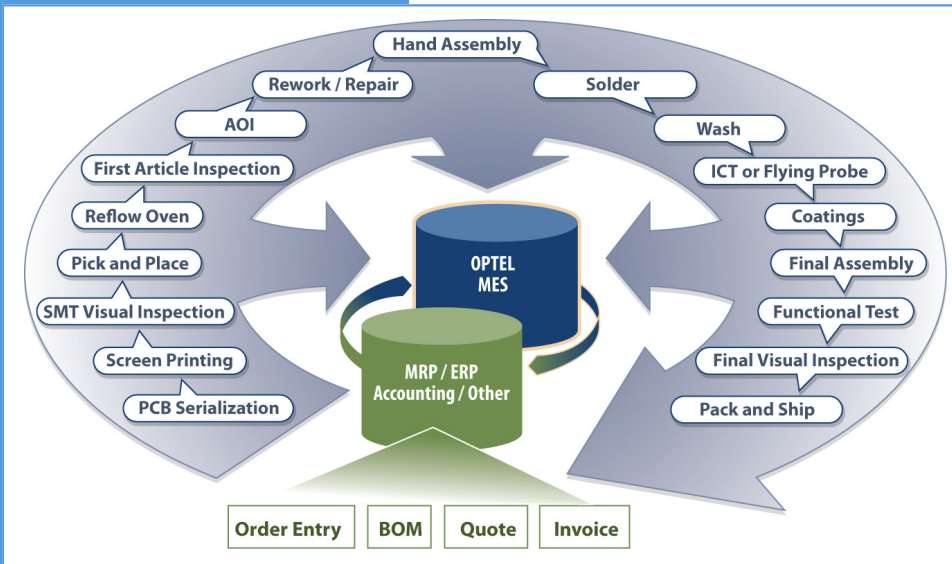 Hand Assembly
Rework / Repair
Solder
AOI
Wash
First Article Inspection
ICT or Flying Probe
Reflow Oven
Coatings
Pick and Place
OPTEL
MES
Final Assembly
SMT Visual Inspection
Functional Test
Screen Printing
Final Visual Inspection
MRP / ERP
Accounting / Other
PCB Serialization
Pack and Ship
Order Entry
BOM
Quote
Invoice